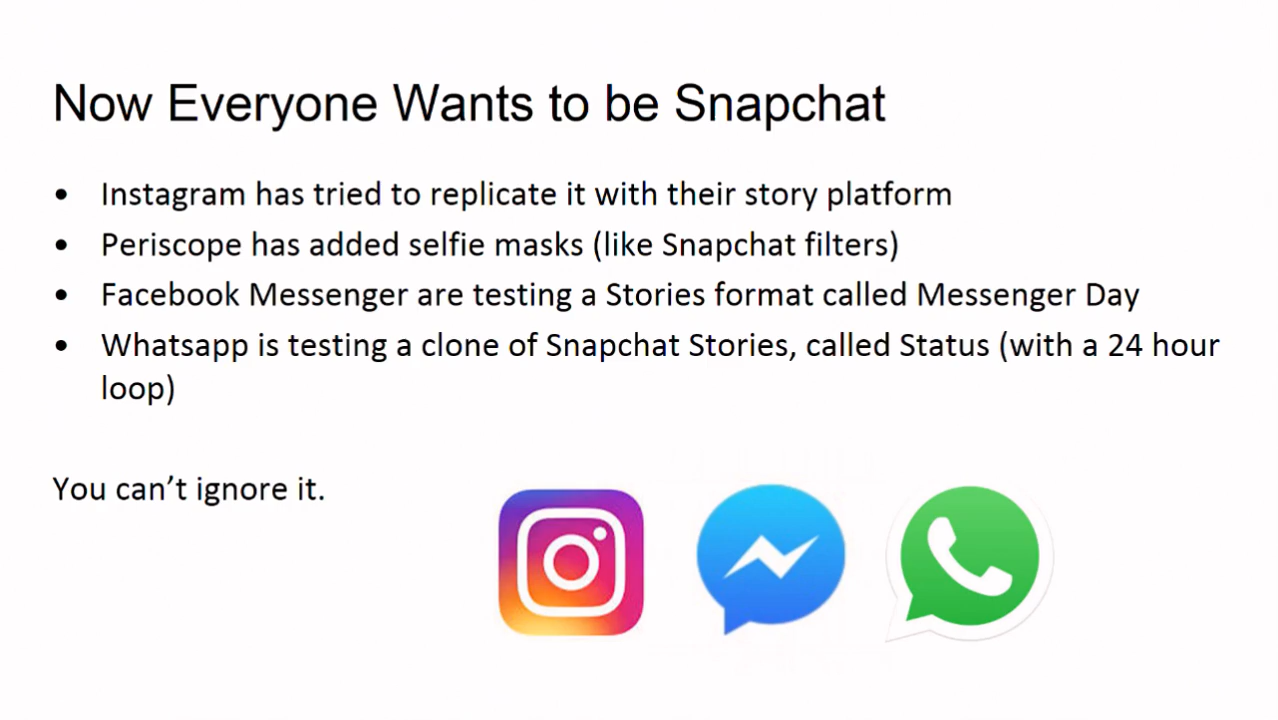 Now Everyone Wants to be Snapchat
• Instagram has tried to replicate it with their story platform
• Periscope has added selfie masks (like Snapchat filters)
• Facebook Messenger are testing a Stories format called Messenger Day
• Whatsapp is testing a clone of Snapchat Stories, called Status (with a 24 hour
loop)
You can’t ignore it.